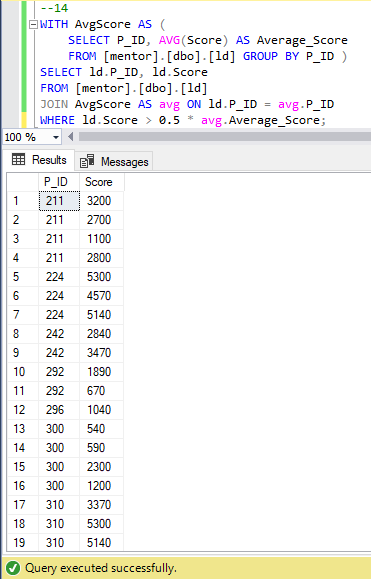 --14
WITH AvgScore AS (
SELECT P_ID, AVG(Score) AS Average_Score
FROM [mentor].[dbo].[ld] GROUP BY P_ID )
SELECT ld.P_ID, ld.Score
FROM [mentor].[dbo].[ld]
JOIN AvgScore AS avg ON ld.P_ID = avg.P_ID
WHERE ld.Score > 0.5 * avg.Average_Score;
100 %
Results Messages
P_ID Score
1 211 3200
2 211 2700
3 211 1100
4 211 2800
5 224 5300
6 224 4570
7 224 5140
8 242 2840
9 242 3470
10 292 1890
11 292 670
12 296 1040
13 300 540
14 300 590
15 300 2300
16 300 1200
17 310 3370
18 310 5300
19 310 5140
Query executed successfully.